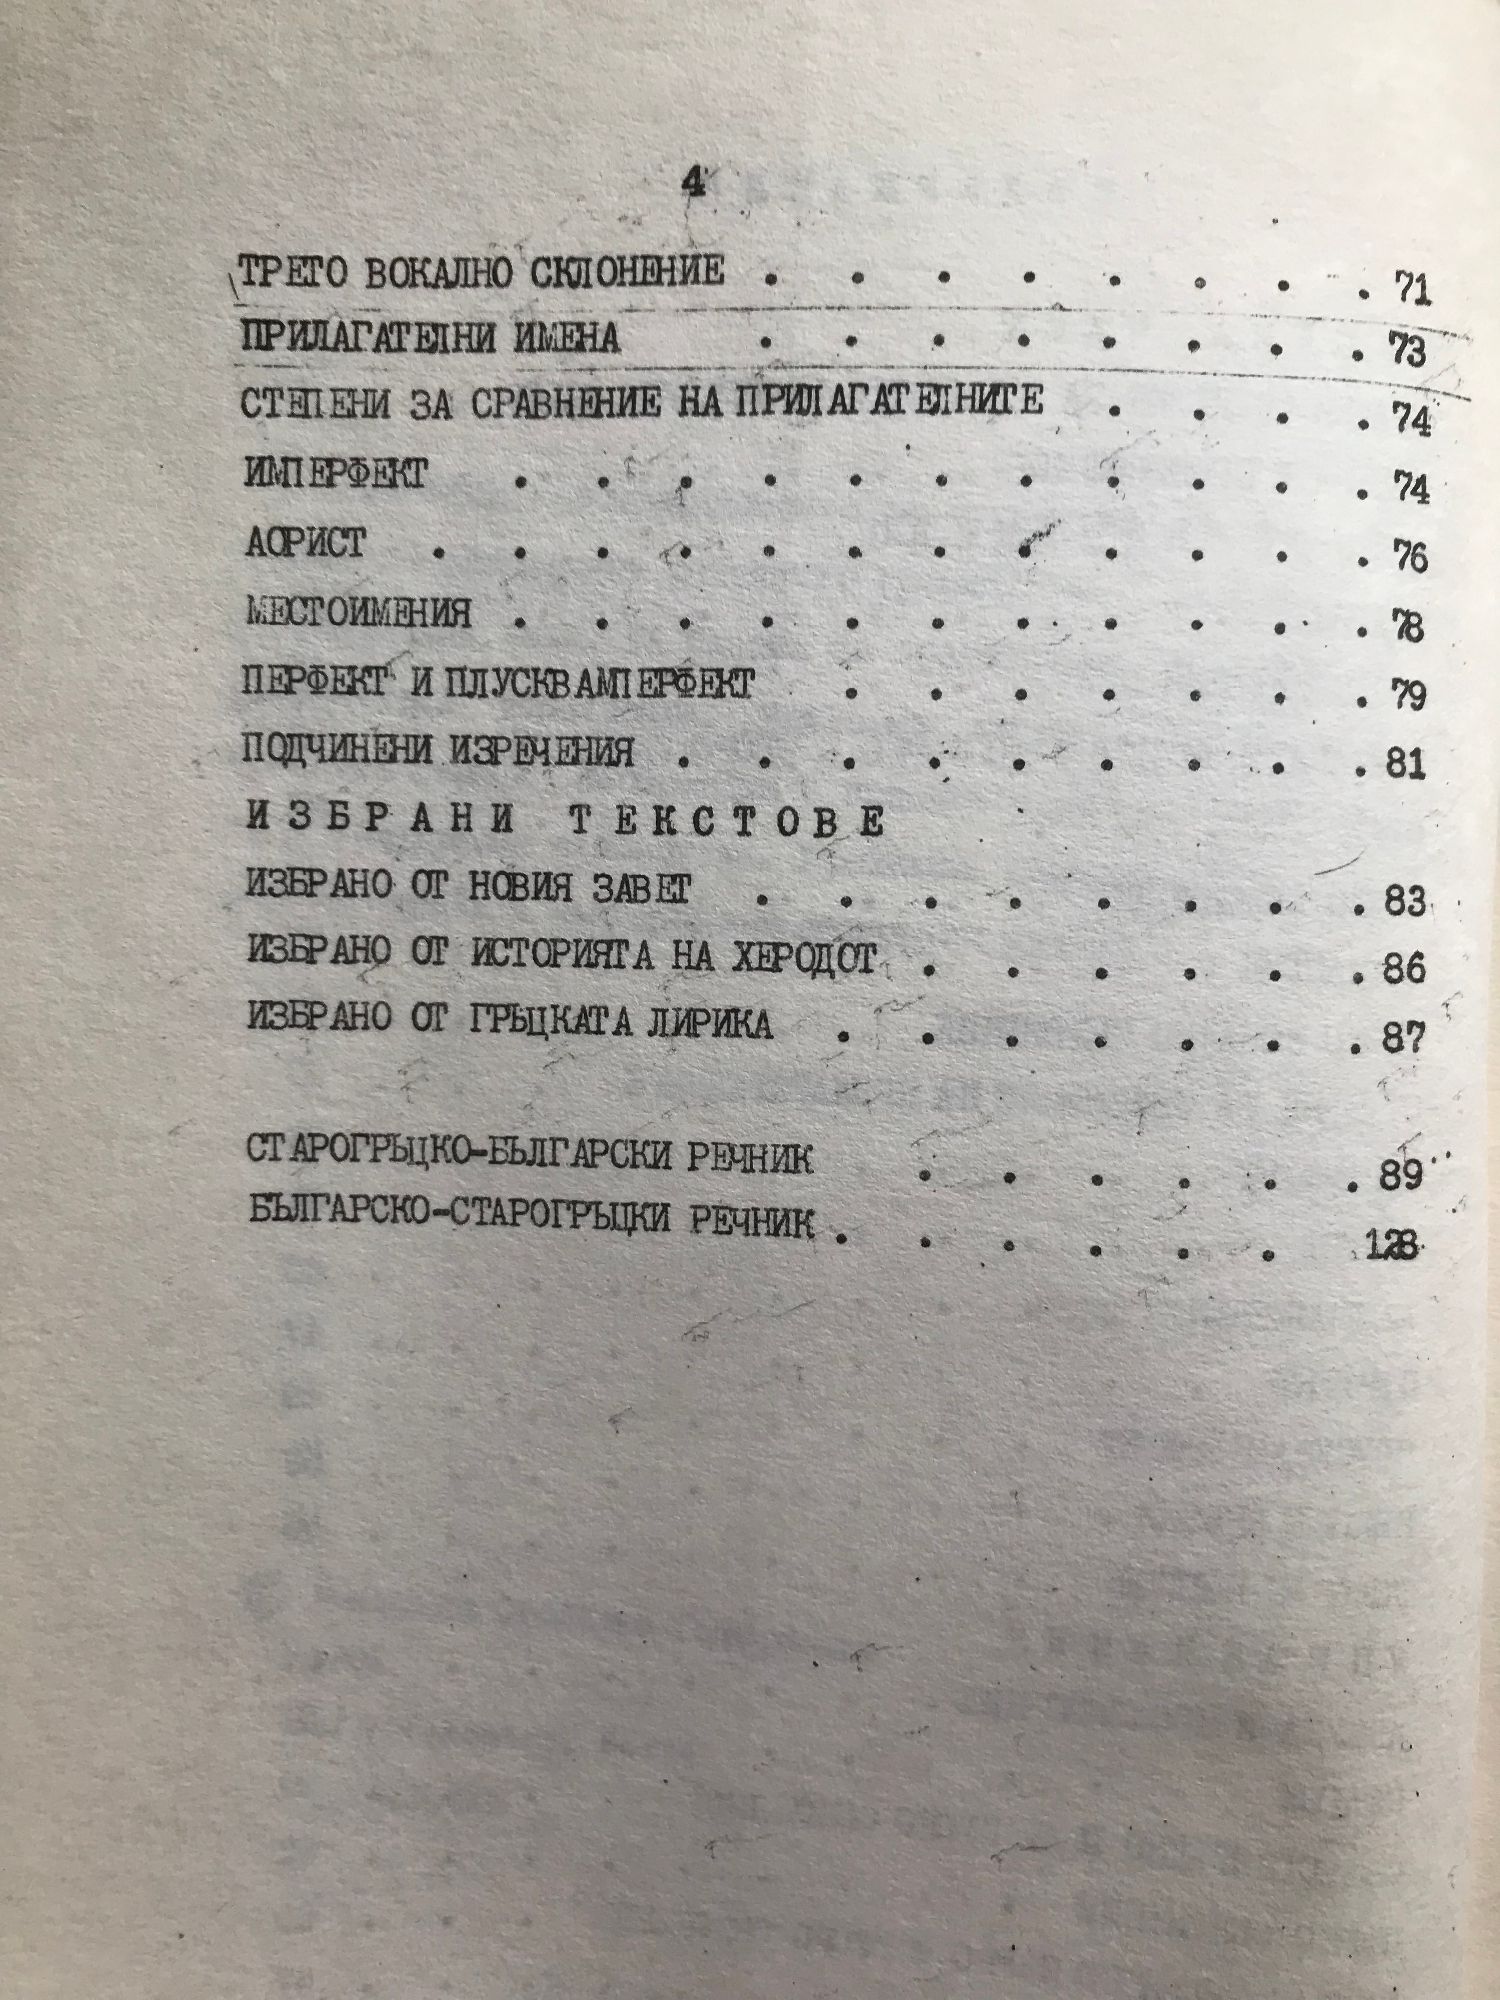 4
ТРЕТО ВОКАЛНО СКЛОНЕНИЕ . . . . . . . . 71
ПРИЛАГАТЕЛНИ ИМЕНА . . . . . . . . 73
СТЕПЕНИ ЗА СРАВНЕНИЕ НА ПРИЛАГАТЕЛНИТЕ . . . . 74
ИМПЕРФЕКТ . . . . . . . . . . . 74
АОРИСТ . . . . . . . . . . . . 76
МЕСТОИМЕНИЯ . . . . . . . . . . . 78
ПЕРФЕКТ И ПЛУСКВАМПЕРФЕКТ . . . . . . . 79
ПОДЧИНЕНИ ИЗРЕЧЕНИЯ . . . . . . . . . 81
ИЗБРАНИ ТЕКСТОВЕ
ИЗБРАНО ОТ НОВИЯ ЗАВЕТ . . . . . . . . 83
ИЗБРАНО ОТ ИСТОРИЯТА НА ХЕРОДОТ . . . . . . 86
ИЗБРАНО ОТ ГРЪЦКАТА ЛИРИКА . . . . . . . 87
СТАРОГРЪЦКО-БЪЛГАРСКИ РЕЧНИК . . . . . . 89
БЪЛГАРСКО-СТАРОГРЪЦКИ РЕЧНИК . . . . . . 128